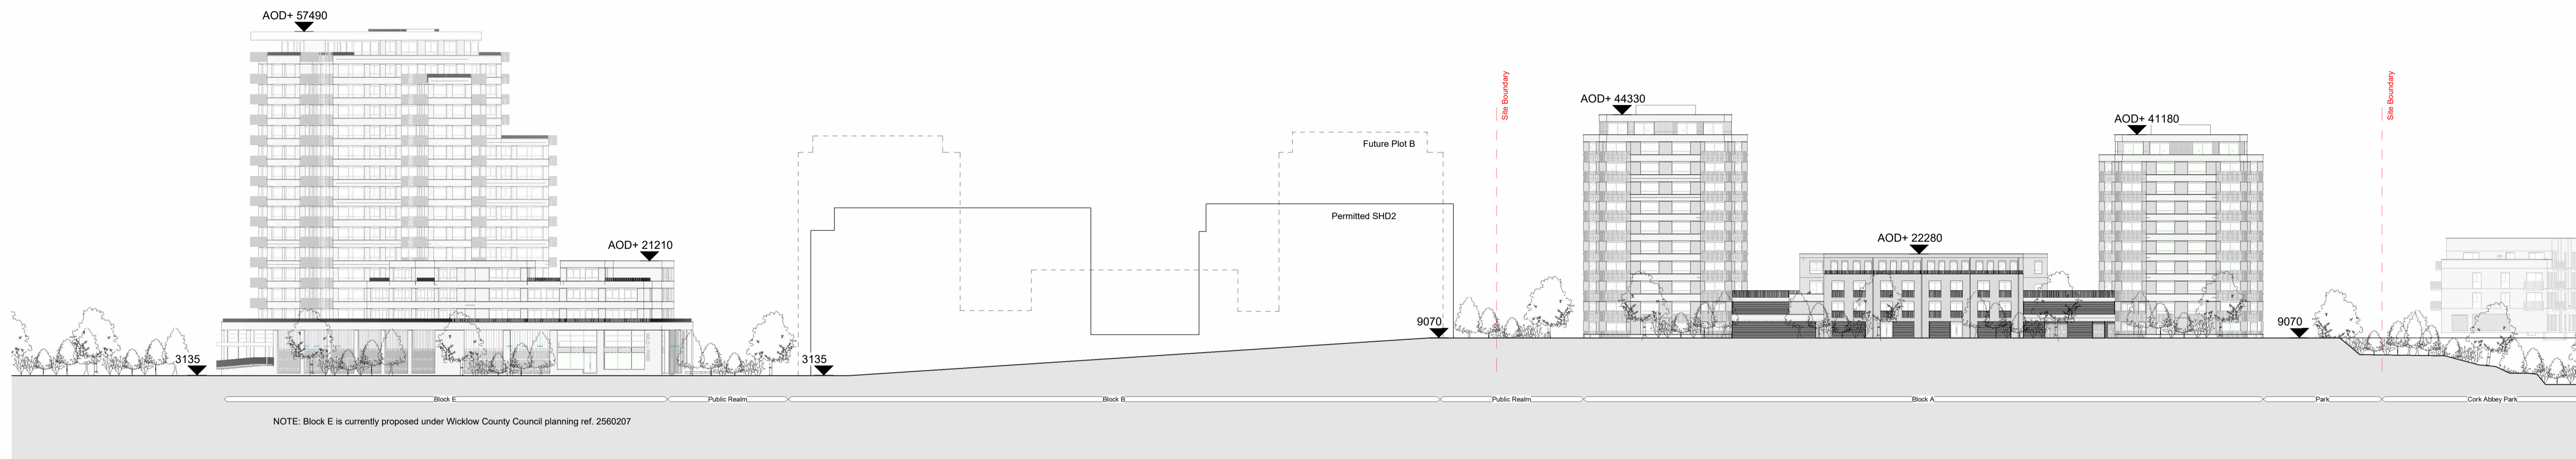 AOD+ 57490
Site Boundary
Site Boundary
AOD+ 44330
AOD+ 41180
Future Plot B
Permitted SHD2
AOD+ 22280
AOD+ 21210
9070
9070
3135
3135
Block E
Public Realm
Block B
Public Realm
Block A
Park
Cork Abbey Park
NOTE: Block E is currently proposed under Wicklow County Council planning ref. 2560207